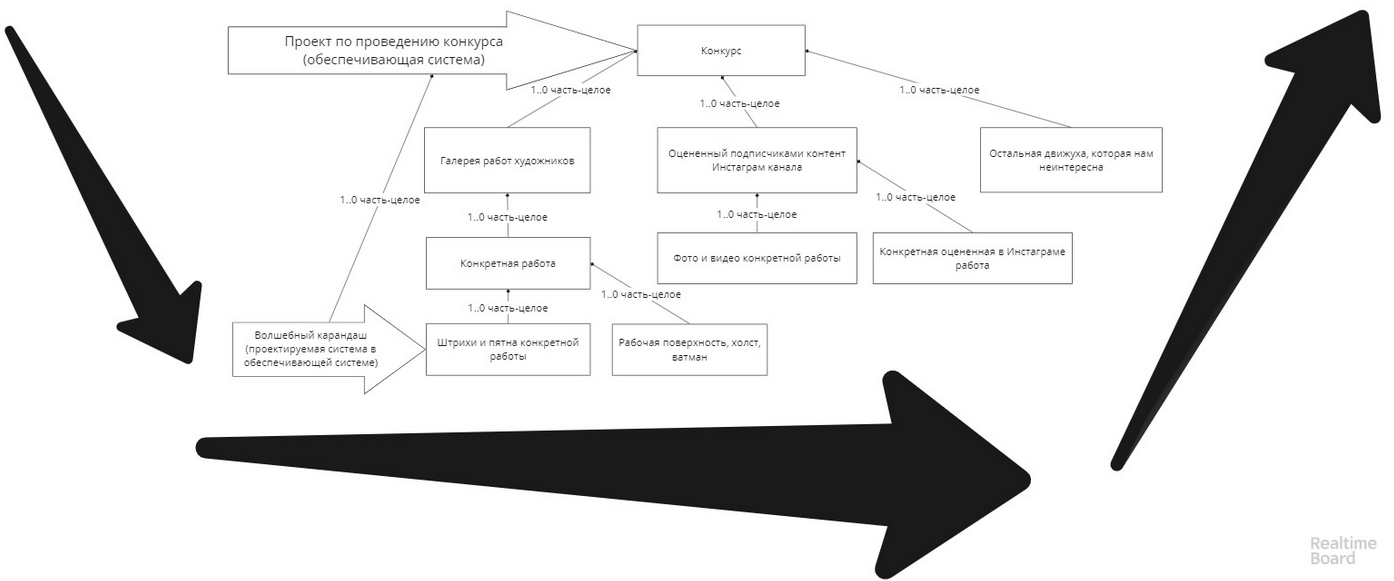 Проект по проведению конкурса
(обеспечивающая система)
Конкурс
1..0 часть-целое
1..0 часть-целое
1..0 часть-целое
Галерея работ художников
Оцененный подписчиками контент
Инстаграм канала
Остальная движуха, которая нам
неинтересна
1..0 часть-целое
1..0 часть-целое
1..0 часть-целое
1..0 часть-целое
Конкретная работа
Фото и видео конкретной работы
Конкретная оцененная в Инстаграме
работа
1..0 часть-целое
1..0 часть-целое
Волшебный карандаш
(проектируемая система в
обеспечивающей системе)
Штрихи и пятна конкретной
работы
Рабочая поверхность, холст,
ватман
Realtime
Board